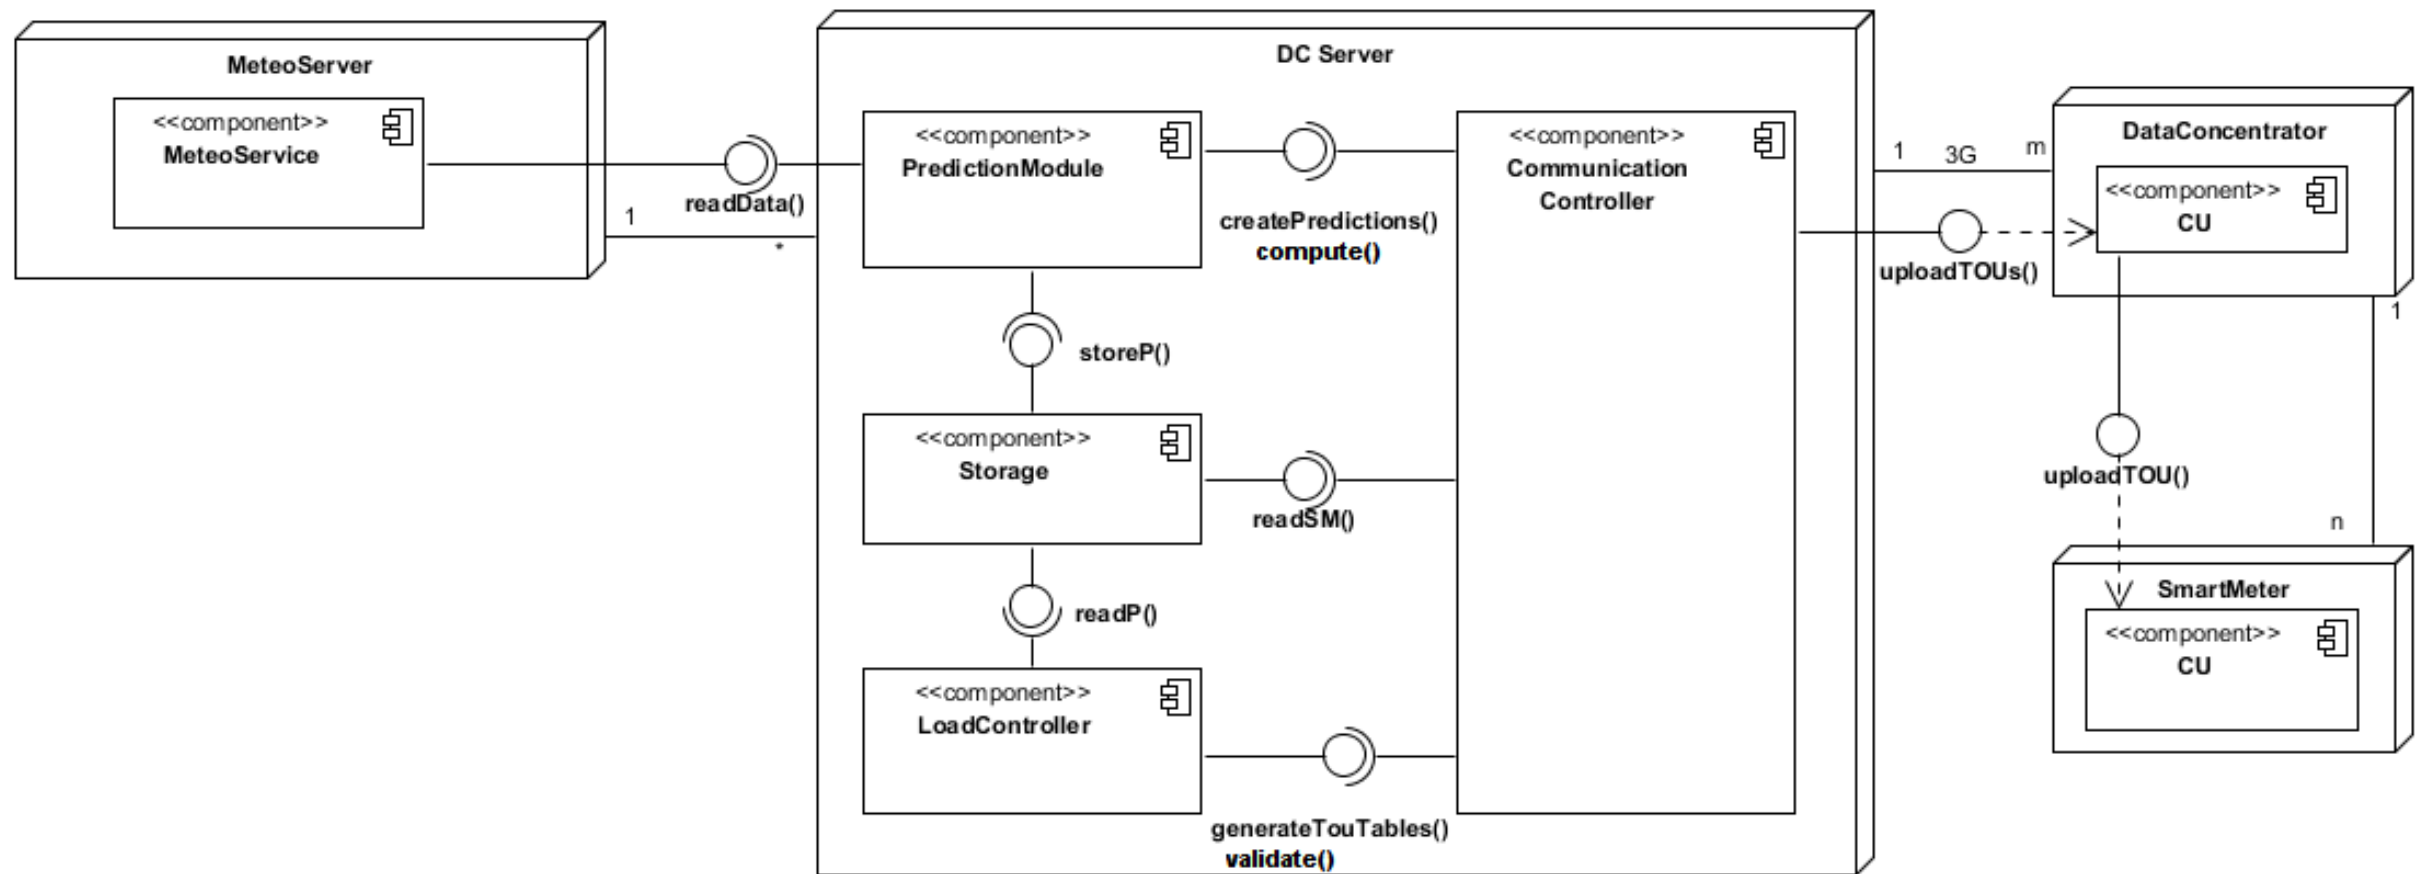 MeteoServer
<<component>>
MeteoService
readData()
1
*
DC Server
<<component>>
PredictionModule
createPredictions()
compute()
<<component>>
Communication
Controller
storeP()
<<component>>
Storage
readSM()
readP()
<<component>>
LoadController
generateTouTables()
validate()
1
3G
m
uploadTOUs()
DataConcentrator
<<component>>
CU
1
uploadTOU()
n
SmartMeter
<<component>>
CU